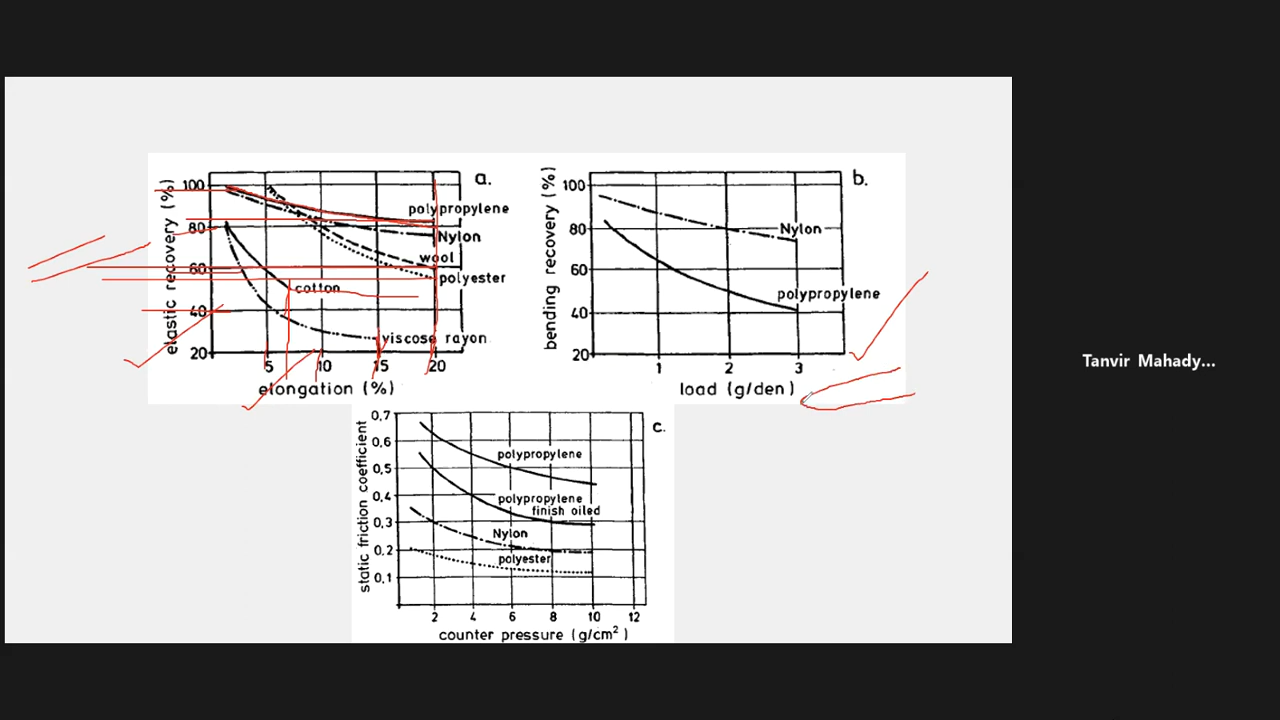 a.
elastic recovery (%)
100
80
60
40
20
polypropylene
Nylon
wool
polyester
cotton
viscose rayon
5 10 15 20
elongation (%)
b.
bending recovery (%)
100
80
60
40
20
Nylon
polypropylene
1 2 3
load (g/den)
Tanvir Mahady...
c.
static friction coefficient
0,7
0,6
0,5
0,4
0,3
0,2
0,1
polypropylene
polypropylene
finish oiled
Nylon
polyester
2 4 6 8 10 12
counter pressure (g/cm²)